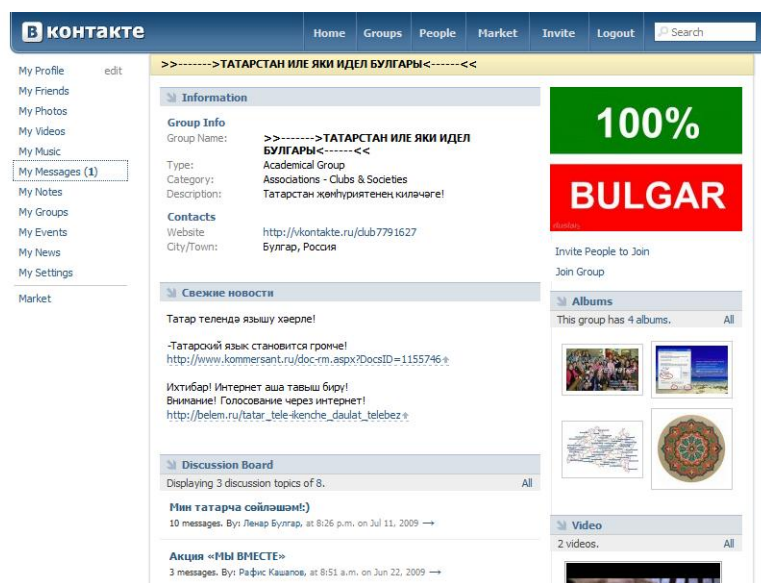 В контакте
Home Groups People Market Invite Logout Search
My Profile edit
My Friends
My Photos
My Videos
My Music
My Messages (1)
My Notes
My Groups
My Events
My News
My Settings
Market
>>------->ТАТАРСТАН ИЛЕ ЯКИ ИДЕЛ БУЛГАРЫ<------<<
Information
Group Info
Group Name: >>------->ТАТАРСТАН ИЛЕ ЯКИ ИДЕЛ
БУЛГАРЫ<------<<
Type: Academical Group
Category: Associations - Clubs & Societies
Description: Татарстан җөмһүриятенең киләчәге!
Contacts
Website http://vkontakte.ru/club7791627
City/Town: Булгар, Россия
Свежие новости
Татар телендә язышу хәерле!
-Татарский язык становится громче!
http://www.kommersant.ru/doc-rm.aspx?DocsID=1155746
Ихтибар! Интернет аша тавыш бирү!
Внимание! Голосование через интернет!
http://belem.ru/tatar_tele-ikenche_daulat_telebez
Discussion Board
Displaying 3 discussion topics of 8. All
Мин татарча сөйләшәм!:)
10 messages. By: Ленар Булгар, at 8:26 p.m. on Jul 11, 2009 →
Акция «МЫ ВМЕСТЕ»
3 messages. By: Рафис Кашапов, at 8:51 a.m. on Jun 22, 2009 →
100%
BULGAR
Invite People to Join
Join Group
Albums
This group has 4 albums. All
Video
2 videos. All